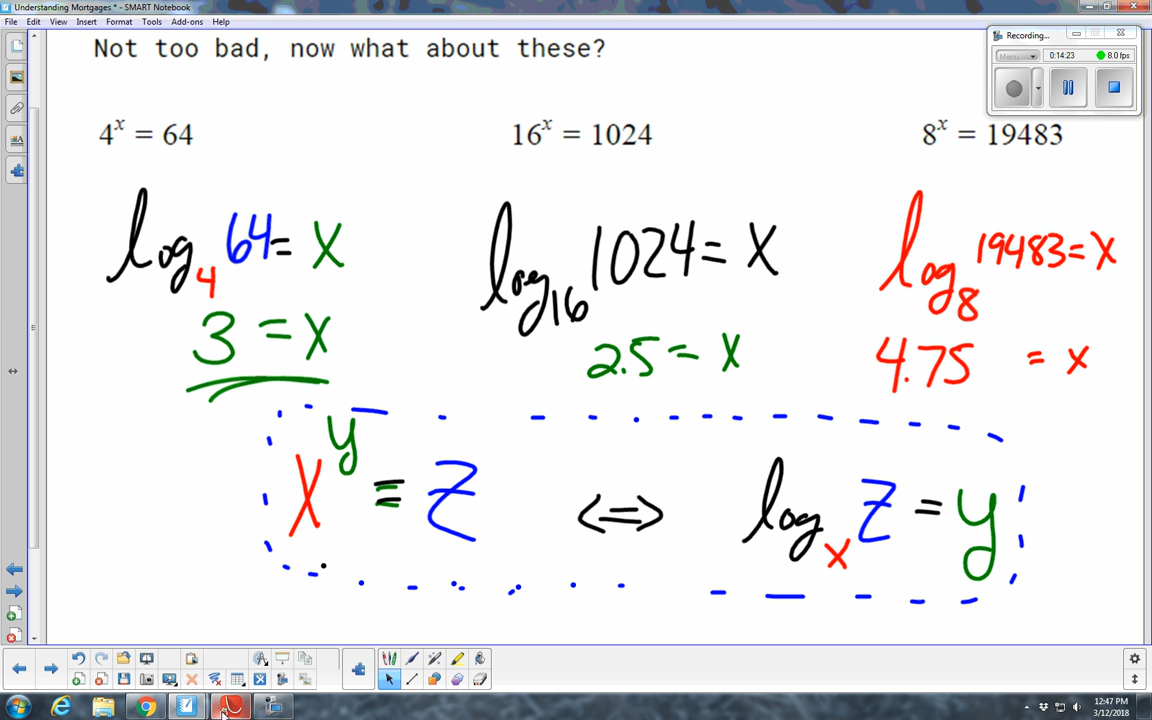 Understanding Mortgages * - SMART Notebook
File Edit View Insert Format Tools Add-ons Help
Recording...
Menu
0:14:23
8.0 fps
Not too bad, now what about these?
4^x = 64
16^x = 1024
8^x = 19483
log_4 64 = x
log_16 1024 = x
log_8 19483 = x
3 = x
2.5 = x
4.75 = x
x^y = z <=> log_x z = y
12:47 PM
3/12/2018